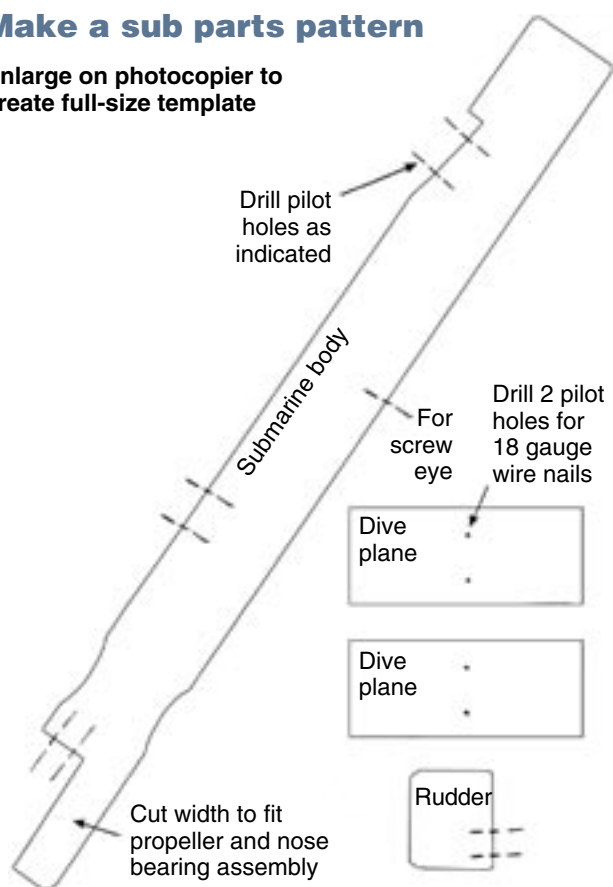 Make a sub parts pattern
nlarge on photocopier to
reate full-size template
Drill pilot
holes as
indicated
Submarine body
For
screw
eye
Drill 2 pilot
holes for
18 gauge
wire nails
Dive
plane
Dive
plane
Rudder
Cut width to fit
propeller and nose
bearing assembly